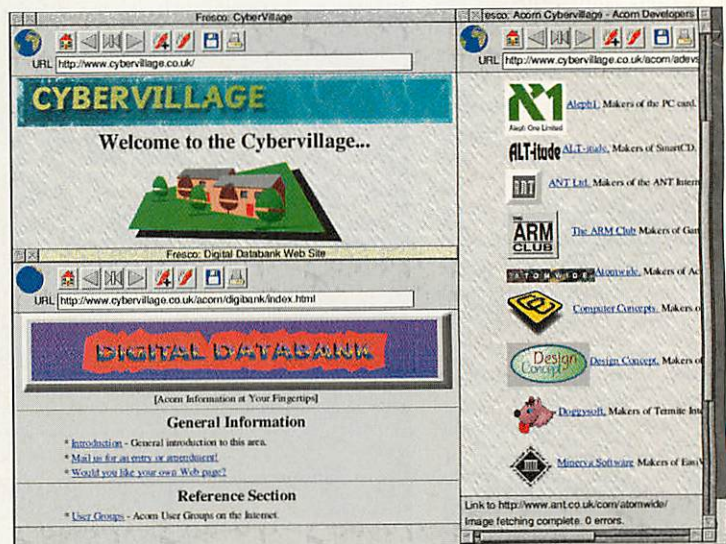 Fresco: CyberVillage
URL http://www.cybervillage.co.uk/
CYBERVILLAGE
Welcome to the Cybervillage...
Fresco: Digital Databank Web Site
URL http://www.cybervillage.co.uk/acorn/digibank/index.html
DIGITAL DATABANK
[Acorn Information at Your Fingertips]
General Information
* Introduction - General introduction to this area.
* Mail us for an entry or amendment!
* Would you like your own Web page?
Reference Section
* User Groups - Acorn User Groups on the Internet.
esco: Acorn Cybervillage - Acorn Developers
URL http://www.cybervillage.co.uk/acorn/adevs
Aleph One Limited
Aleph1, Makers of the PC card.
ALT-itude
ALT-itude, Makers of SmartCD.
ANT
ANT Ltd, Makers of the ANT Intern
THE
ARM
CLUB
The ARM Club Makers of Gam
ATOMWIDE
Atomwide, Makers of Ac
Computer Concepts, Makers o
Design
Concept
Design Concept, Makers of
Doggysoft, Makers of Termite Int
Minerva Software Makers of EasiW
Link to http://www.ant.co.uk/com/atomwide/
Image fetching complete. 0 errors.